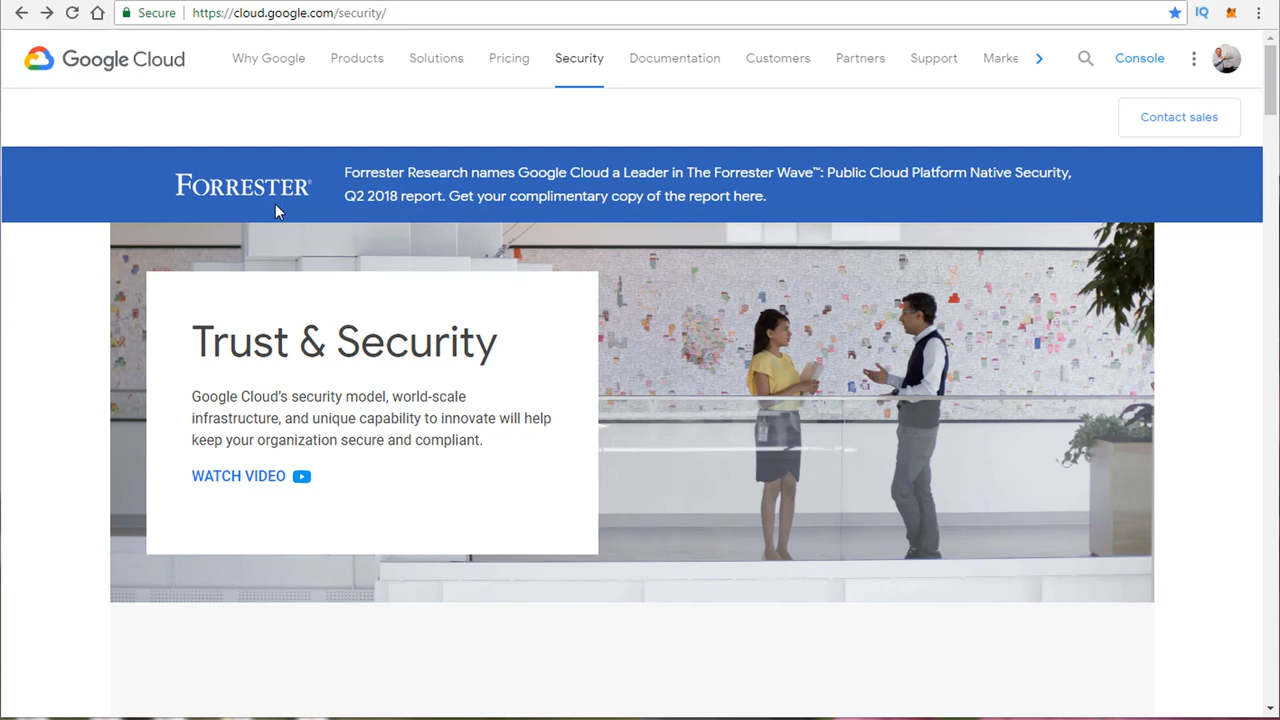 Secure https://cloud.google.com/security/
IQ
Google Cloud Why Google Products Solutions Pricing Security Documentation Customers Partners Support Marke Console
Contact sales
FORRESTER® Forrester Research names Google Cloud a Leader in The Forrester Wave™: Public Cloud Platform Native Security,
Q2 2018 report. Get your complimentary copy of the report here.
Trust & Security
Google Cloud's security model, world-scale
infrastructure, and unique capability to innovate will help
keep your organization secure and compliant.
WATCH VIDEO